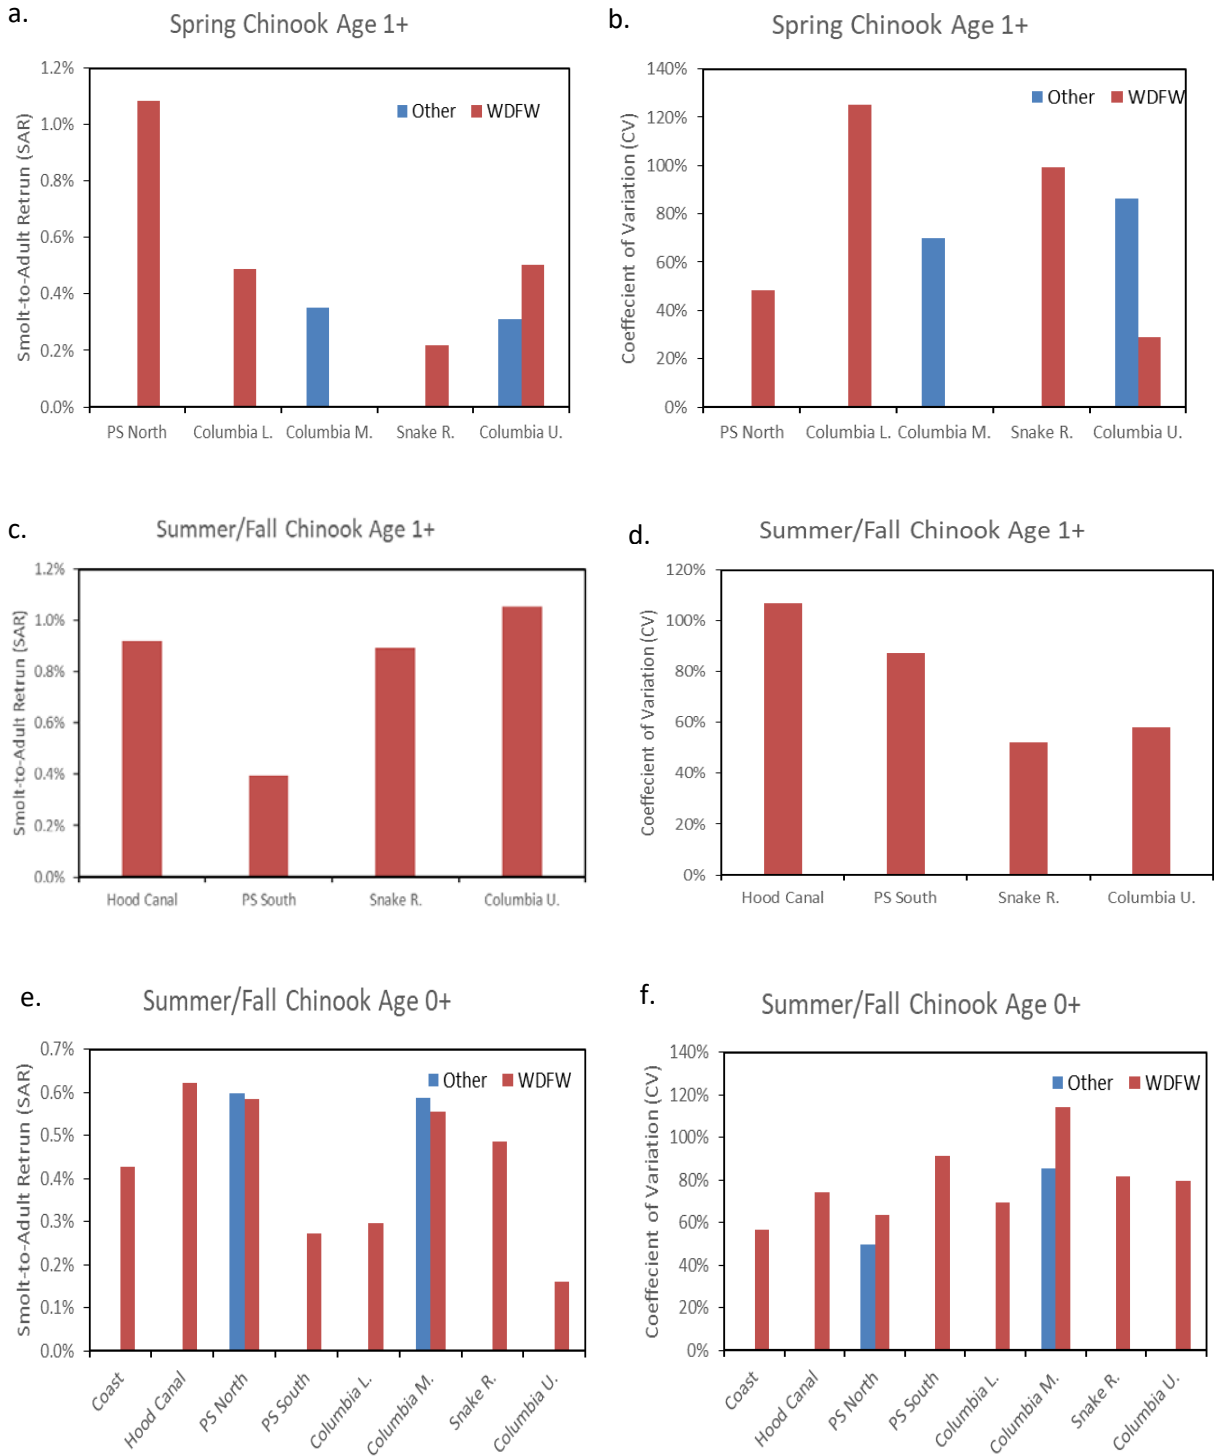 a.
Spring Chinook Age 1+
Smolt-to-Adult Retrun (SAR)
1.2%
1.0%
0.8%
0.6%
0.4%
0.2%
0.0%
Other WDFW
PS North Columbia L. Columbia M. Snake R. Columbia U.
b.
Spring Chinook Age 1+
Coeffecient of Variation (CV)
140%
120%
100%
80%
60%
40%
20%
0%
Other WDFW
PS North Columbia L. Columbia M. Snake R. Columbia U.
c.
Summer/Fall Chinook Age 1+
Smolt-to-Adult Retrun (SAR)
1.2%
1.0%
0.8%
0.6%
0.4%
0.2%
0.0%
Hood Canal PS South Snake R. Columbia U.
d.
Summer/Fall Chinook Age 1+
Coeffecient of Variation (CV)
120%
100%
80%
60%
40%
20%
0%
Hood Canal PS South Snake R. Columbia U.
e.
Summer/Fall Chinook Age 0+
Smolt-to-Adult Retrun (SAR)
0.7%
0.6%
0.5%
0.4%
0.3%
0.2%
0.1%
0.0%
Other WDFW
Coast Hood Canal PS North PS South Columbia L. Columbia M. Snake R. Columbia U.
f.
Summer/Fall Chinook Age 0+
Coeffecient of Variation (CV)
140%
120%
100%
80%
60%
40%
20%
0%
Other WDFW
Coast Hood Canal PS North PS South Columbia L. Columbia M. Snake R. Columbia U.